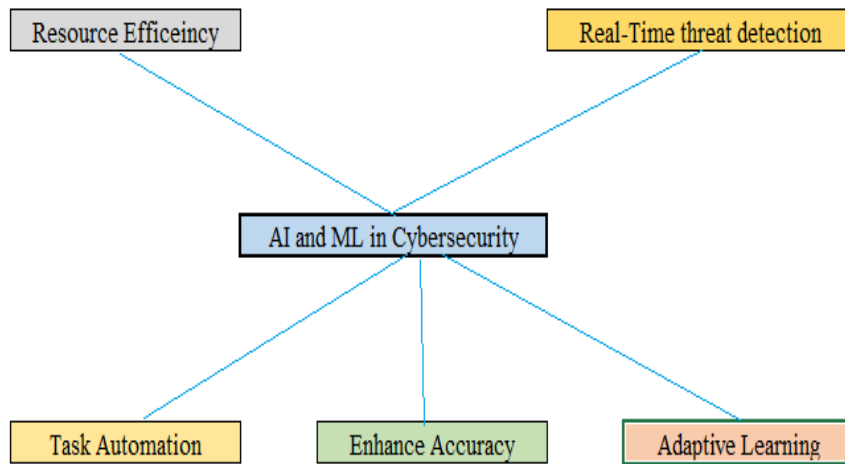 Resource Efficeincy
Real-Time threat detection
AI and ML in Cybersecurity
Task Automation
Enhance Accuracy
Adaptive Learning